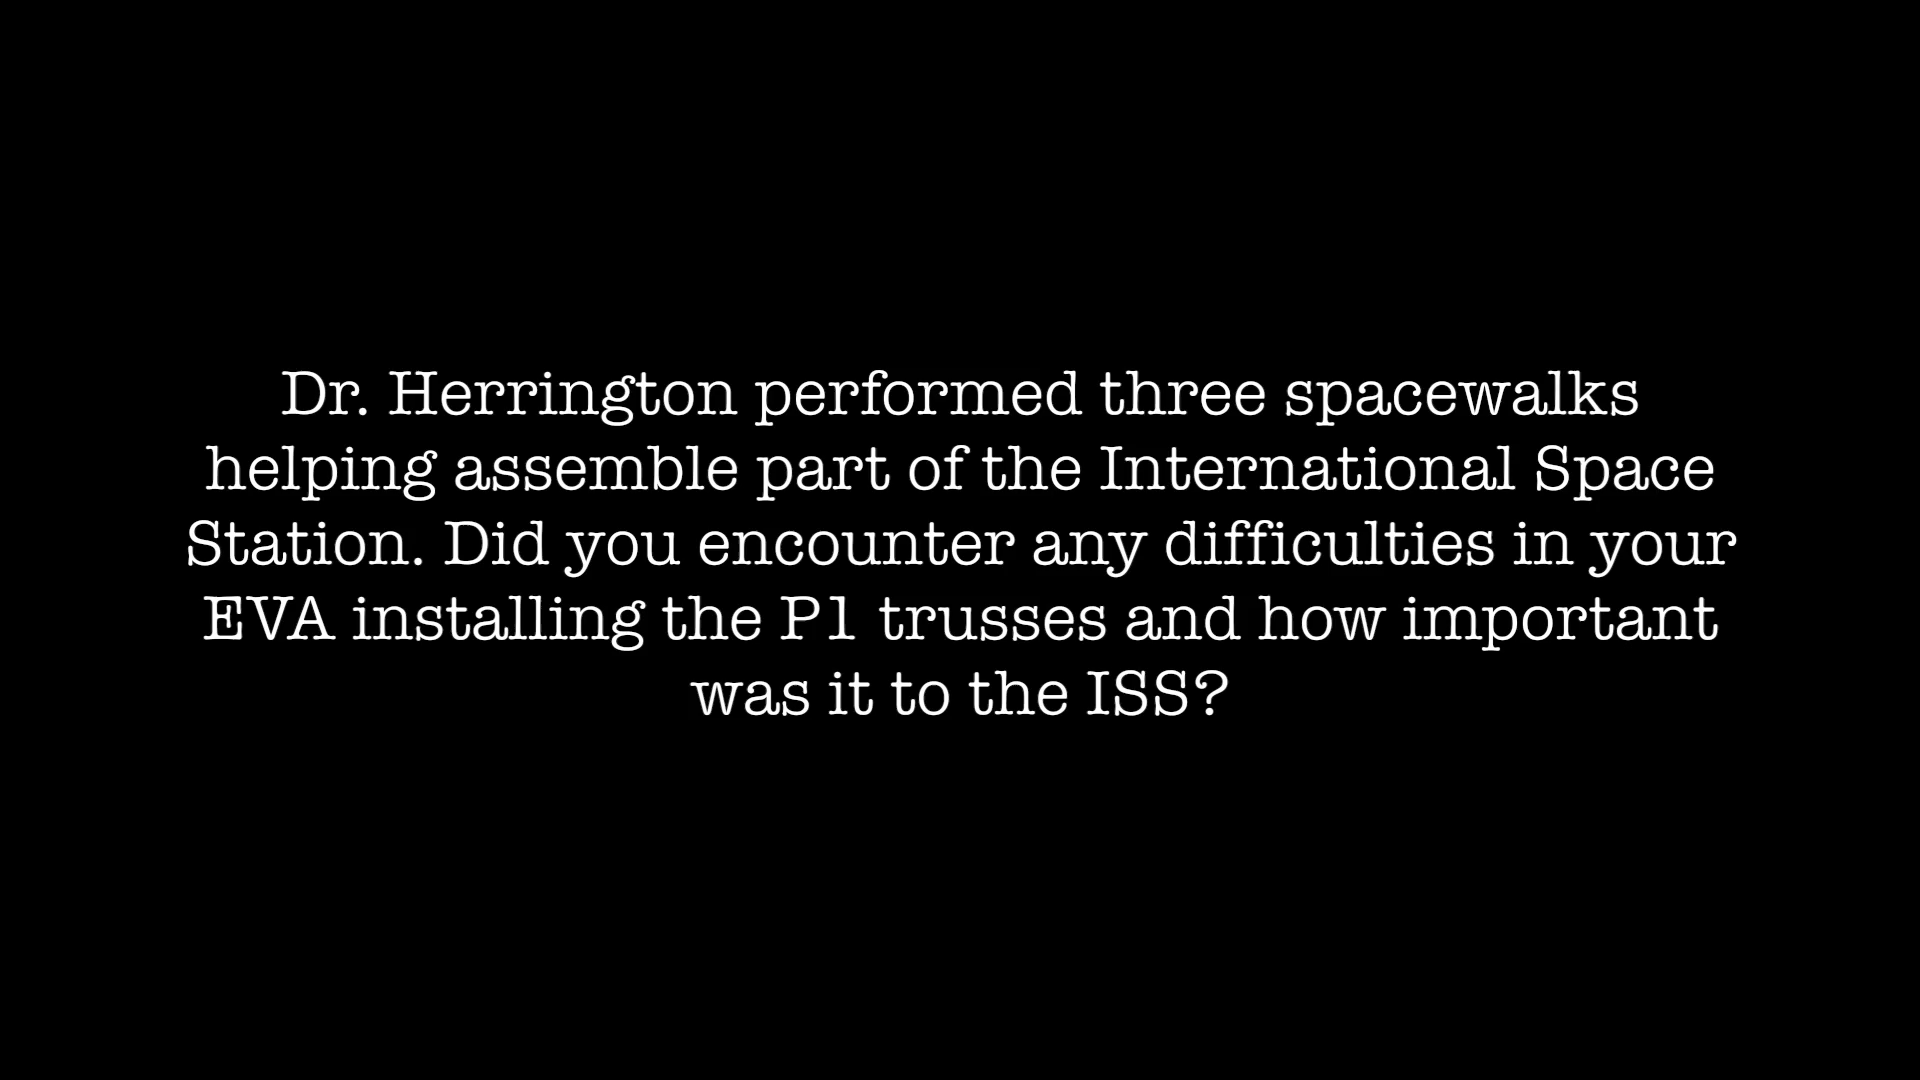 Dr. Herrington performed three spacewalks
helping assemble part of the International Space
Station. Did you encounter any difficulties in your
EVA installing the P1 trusses and how important
was it to the ISS?